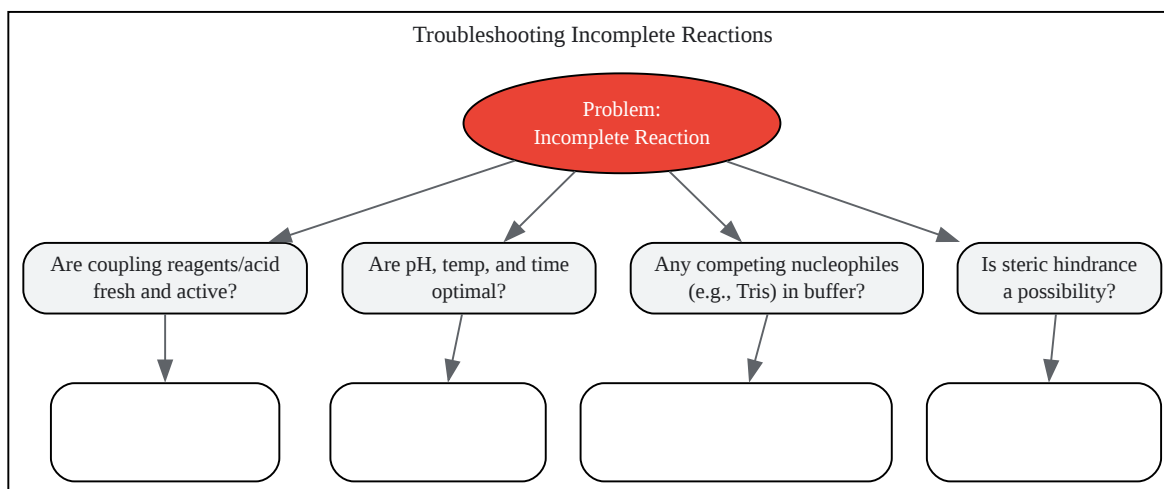 Troubleshooting Incomplete Reactions
Problem:
Incomplete Reaction
Are coupling reagents/acid
fresh and active?
Are pH, temp, and time
optimal?
Any competing nucleophiles
(e.g., Tris) in buffer?
Is steric hindrance
a possibility?